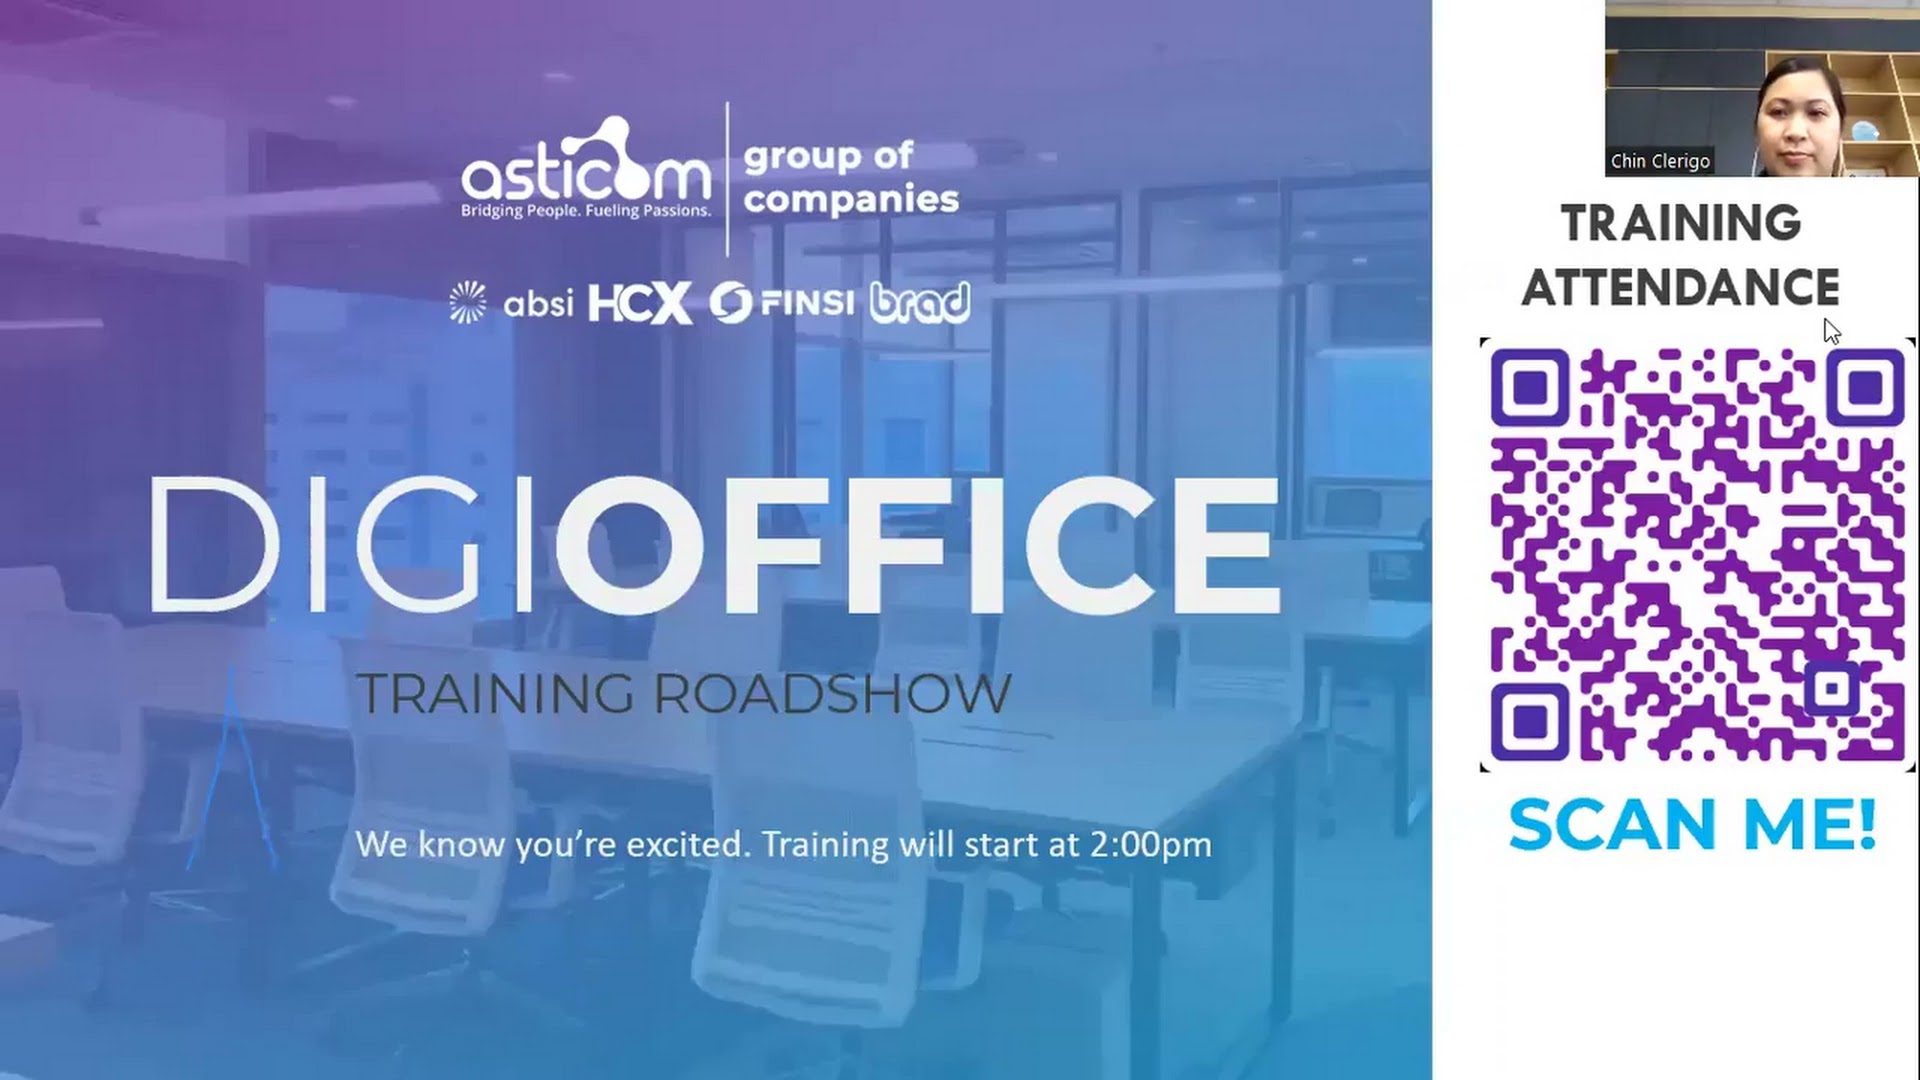 asticom
Bridging People. Fueling Passions.
group of
companies
absi HCX FINSI brad
DIGIOFFICE
TRAINING ROADSHOW
We know you're excited. Training will start at 2:00pm
Chin Clerigo
TRAINING
ATTENDANCE
SCAN ME!